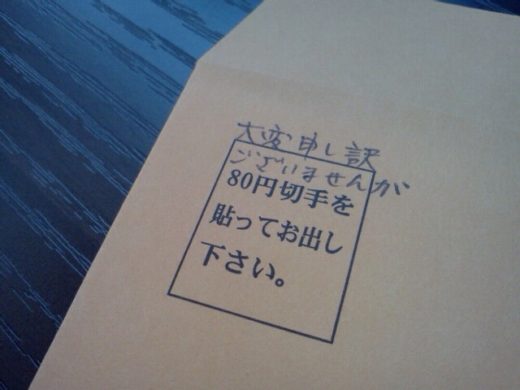 大変申し訳
ございませんが
80円切手を
貼ってお出し
下さい。